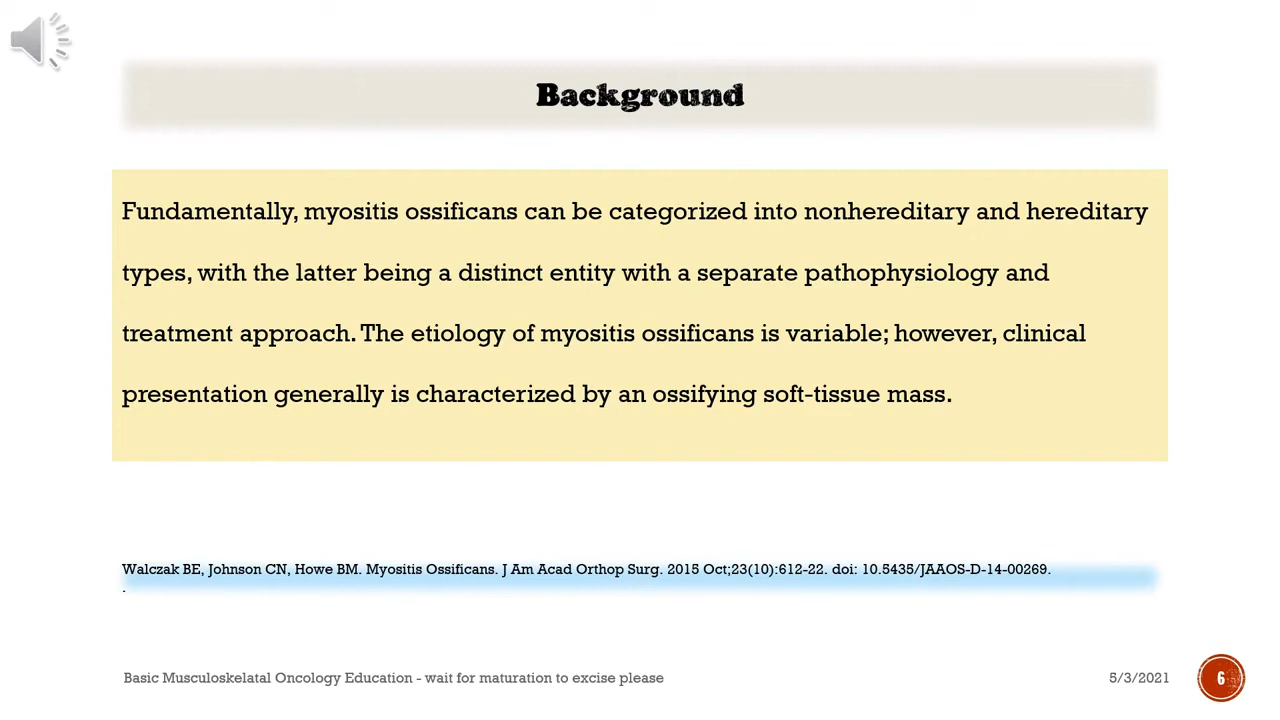 Background
Fundamentally, myositis ossificans can be categorized into nonhereditary and hereditary
types, with the latter being a distinct entity with a separate pathophysiology and
treatment approach. The etiology of myositis ossificans is variable; however, clinical
presentation generally is characterized by an ossifying soft-tissue mass.
Walczak BE, Johnson CN, Howe BM. Myositis Ossificans. J Am Acad Orthop Surg. 2015 Oct;23(10):612-22. doi: 10.5435/JAAOS-D-14-00269.
.
Basic Musculoskelatal Oncology Education - wait for maturation to excise please
5/3/2021
6